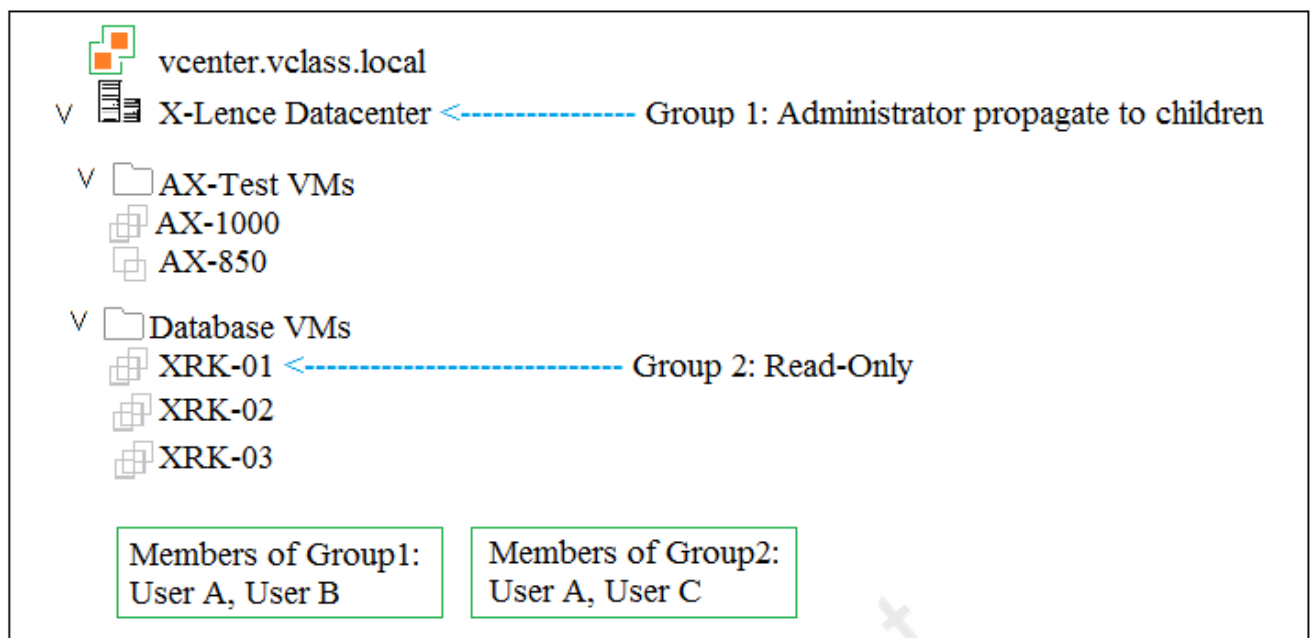 vcenter.vclass.local
X-Lence Datacenter <--------------- Group 1: Administrator propagate to children
AX-Test VMs
AX-1000
AX-850
Database VMs
XRK-01 <--------------------------- Group 2: Read-Only
XRK-02
XRK-03
Members of Group1:
User A, User B
Members of Group2:
User A, User C